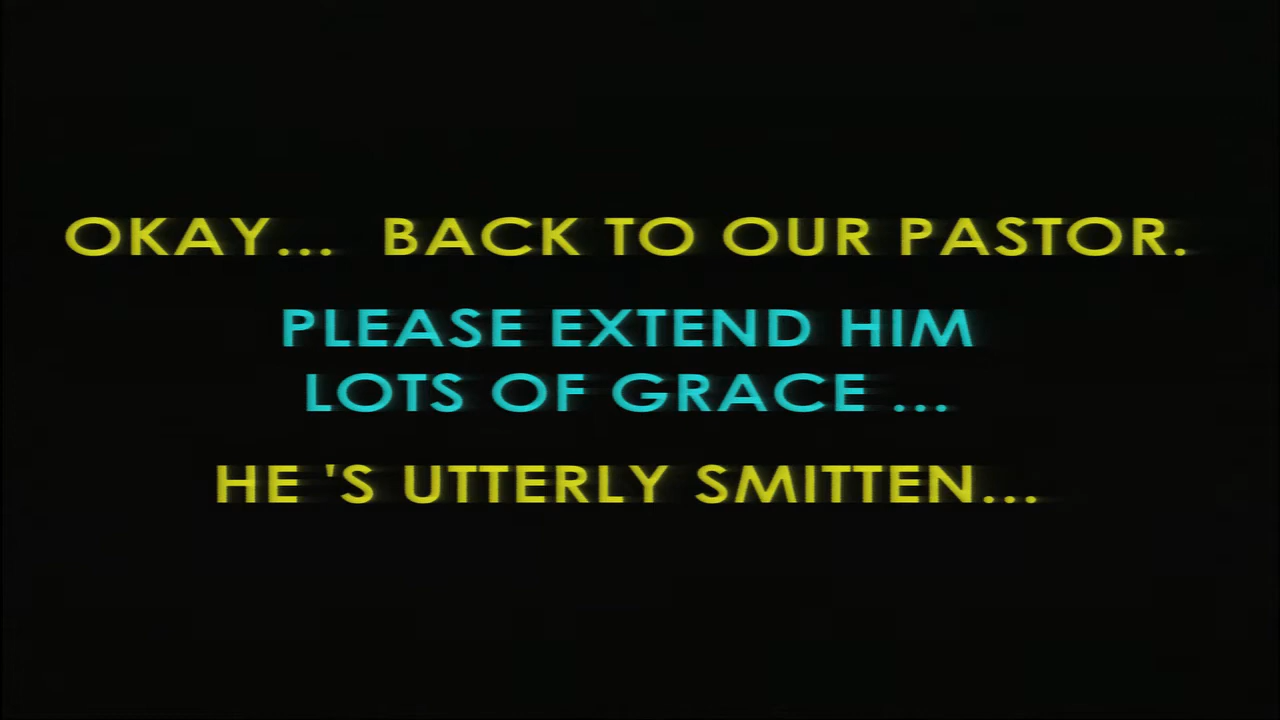 OKAY... BACK TO OUR PASTOR.
PLEASE EXTEND HIM
LOTS OF GRACE ...
HE 'S UTTERLY SMITTEN...